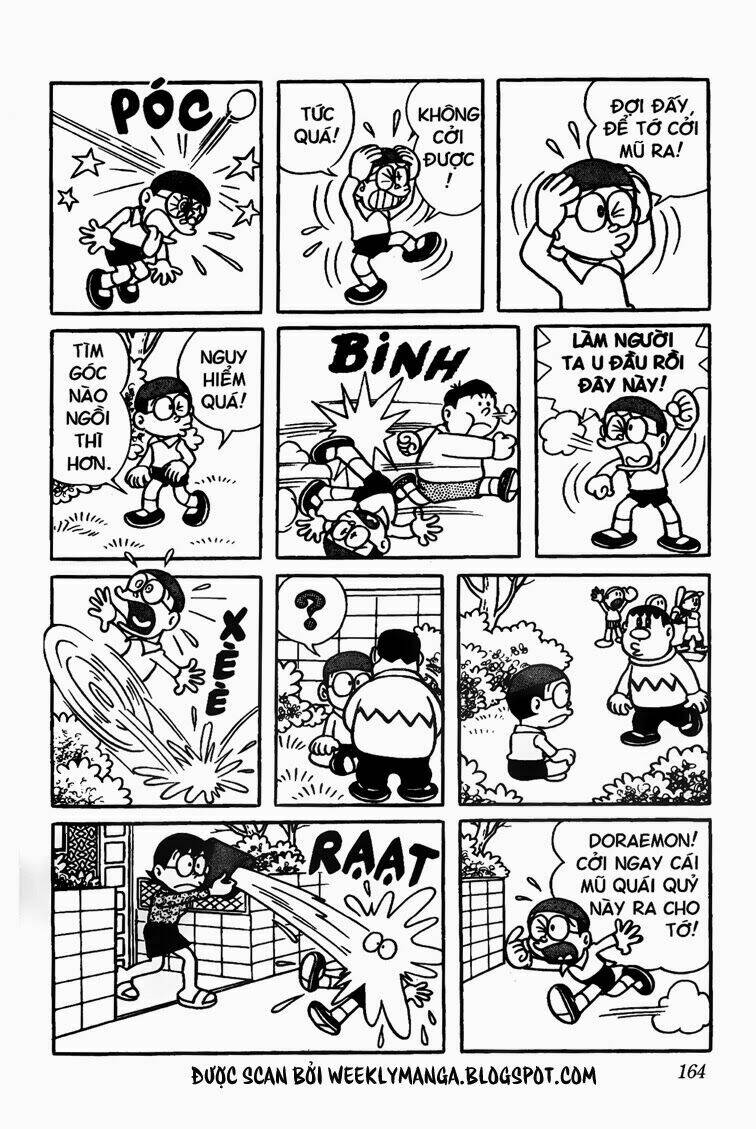 ĐỢI ĐẤY,
ĐỂ TỚ CỞI
MŨ RA!
KHÔNG
CỞI
ĐƯỢC
!
TỨC
QUÁ!
PÓC
LÀM NGƯỜI
TA U ĐẦU RỒI
ĐÂY NÀY!
BINH
NGUY
HIỂM
QUÁ!
TÌM
GÓC
NÀO
NGỒI
THÌ
HƠN.
?
XÈÈ
DORAEMON!
CỞI NGAY CÁI
MŨ QUÁI QUỶ
NÀY RA CHO
TỚ!
RẠẠT
ĐƯỢC SCAN BỞI WEEKLYMANGA.BLOGSPOT.COM
164